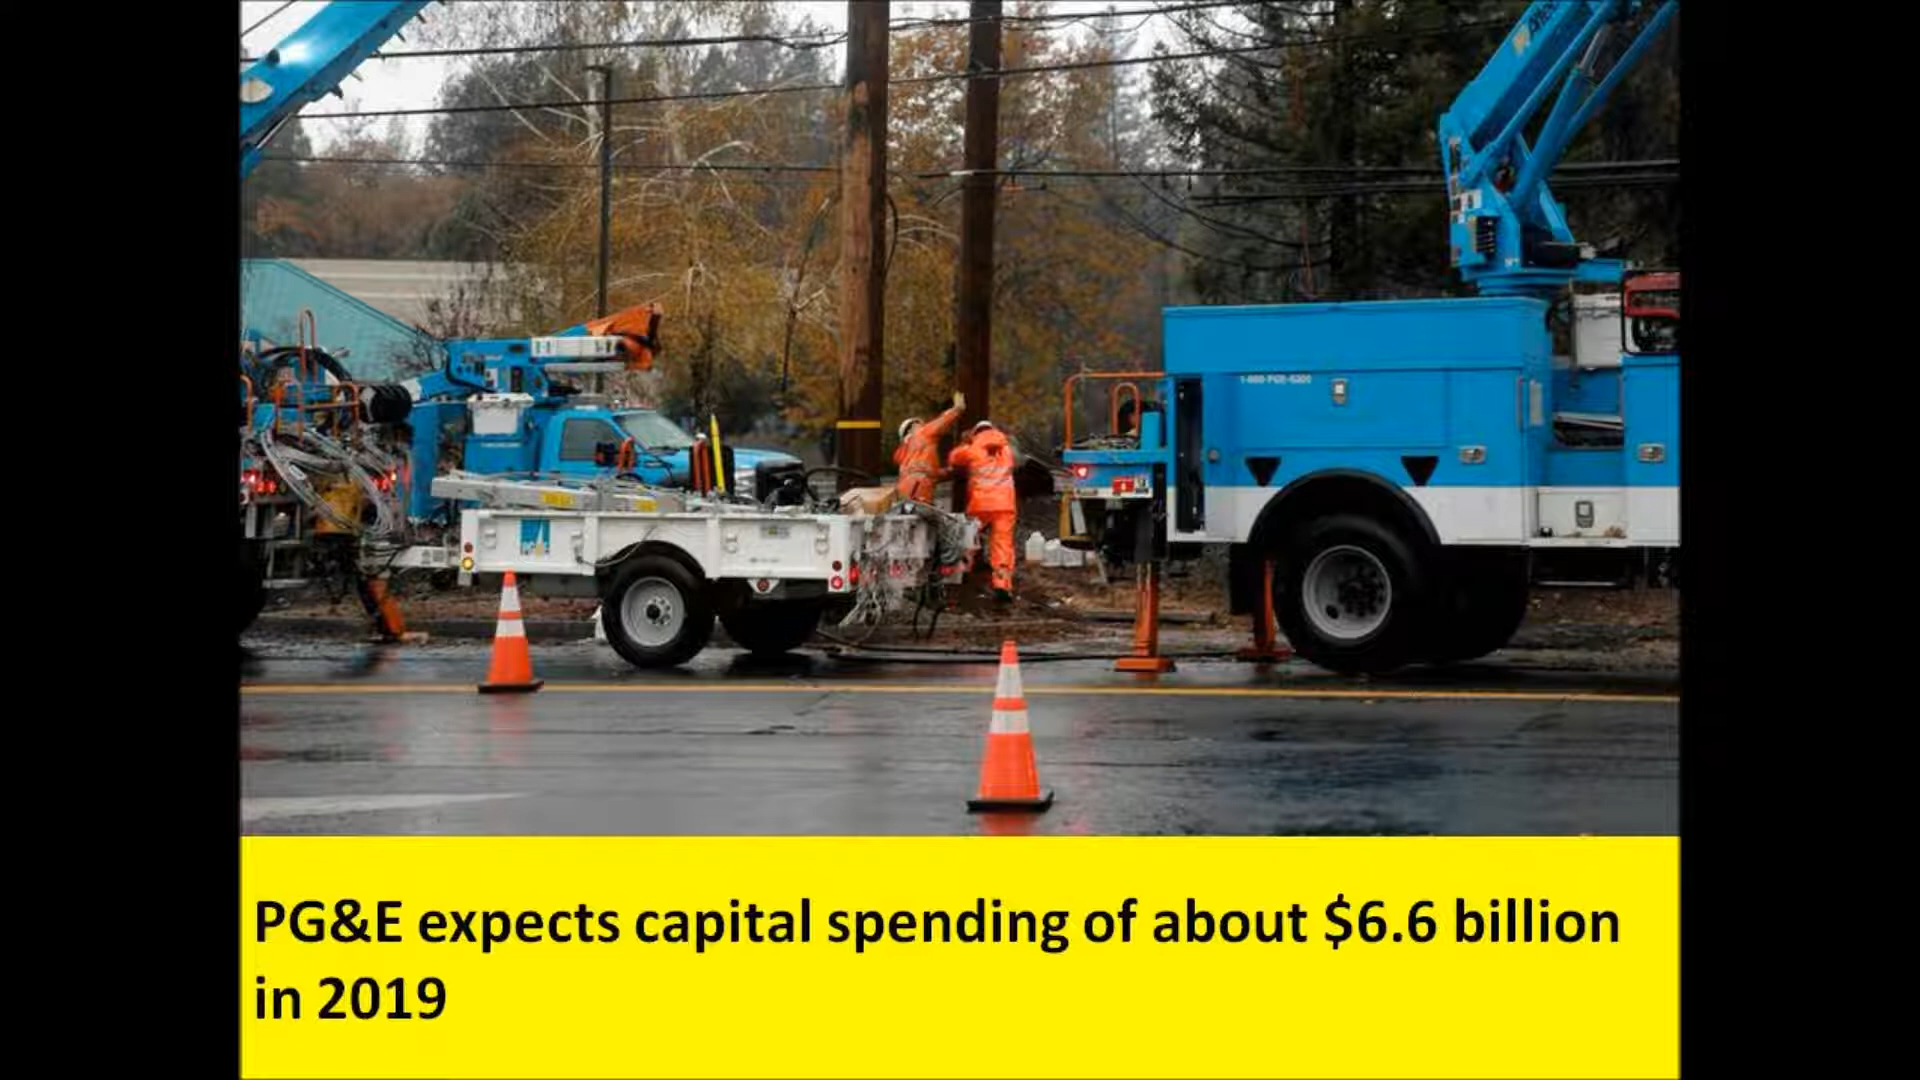 PG&E expects capital spending of about $6.6 billion
in 2019